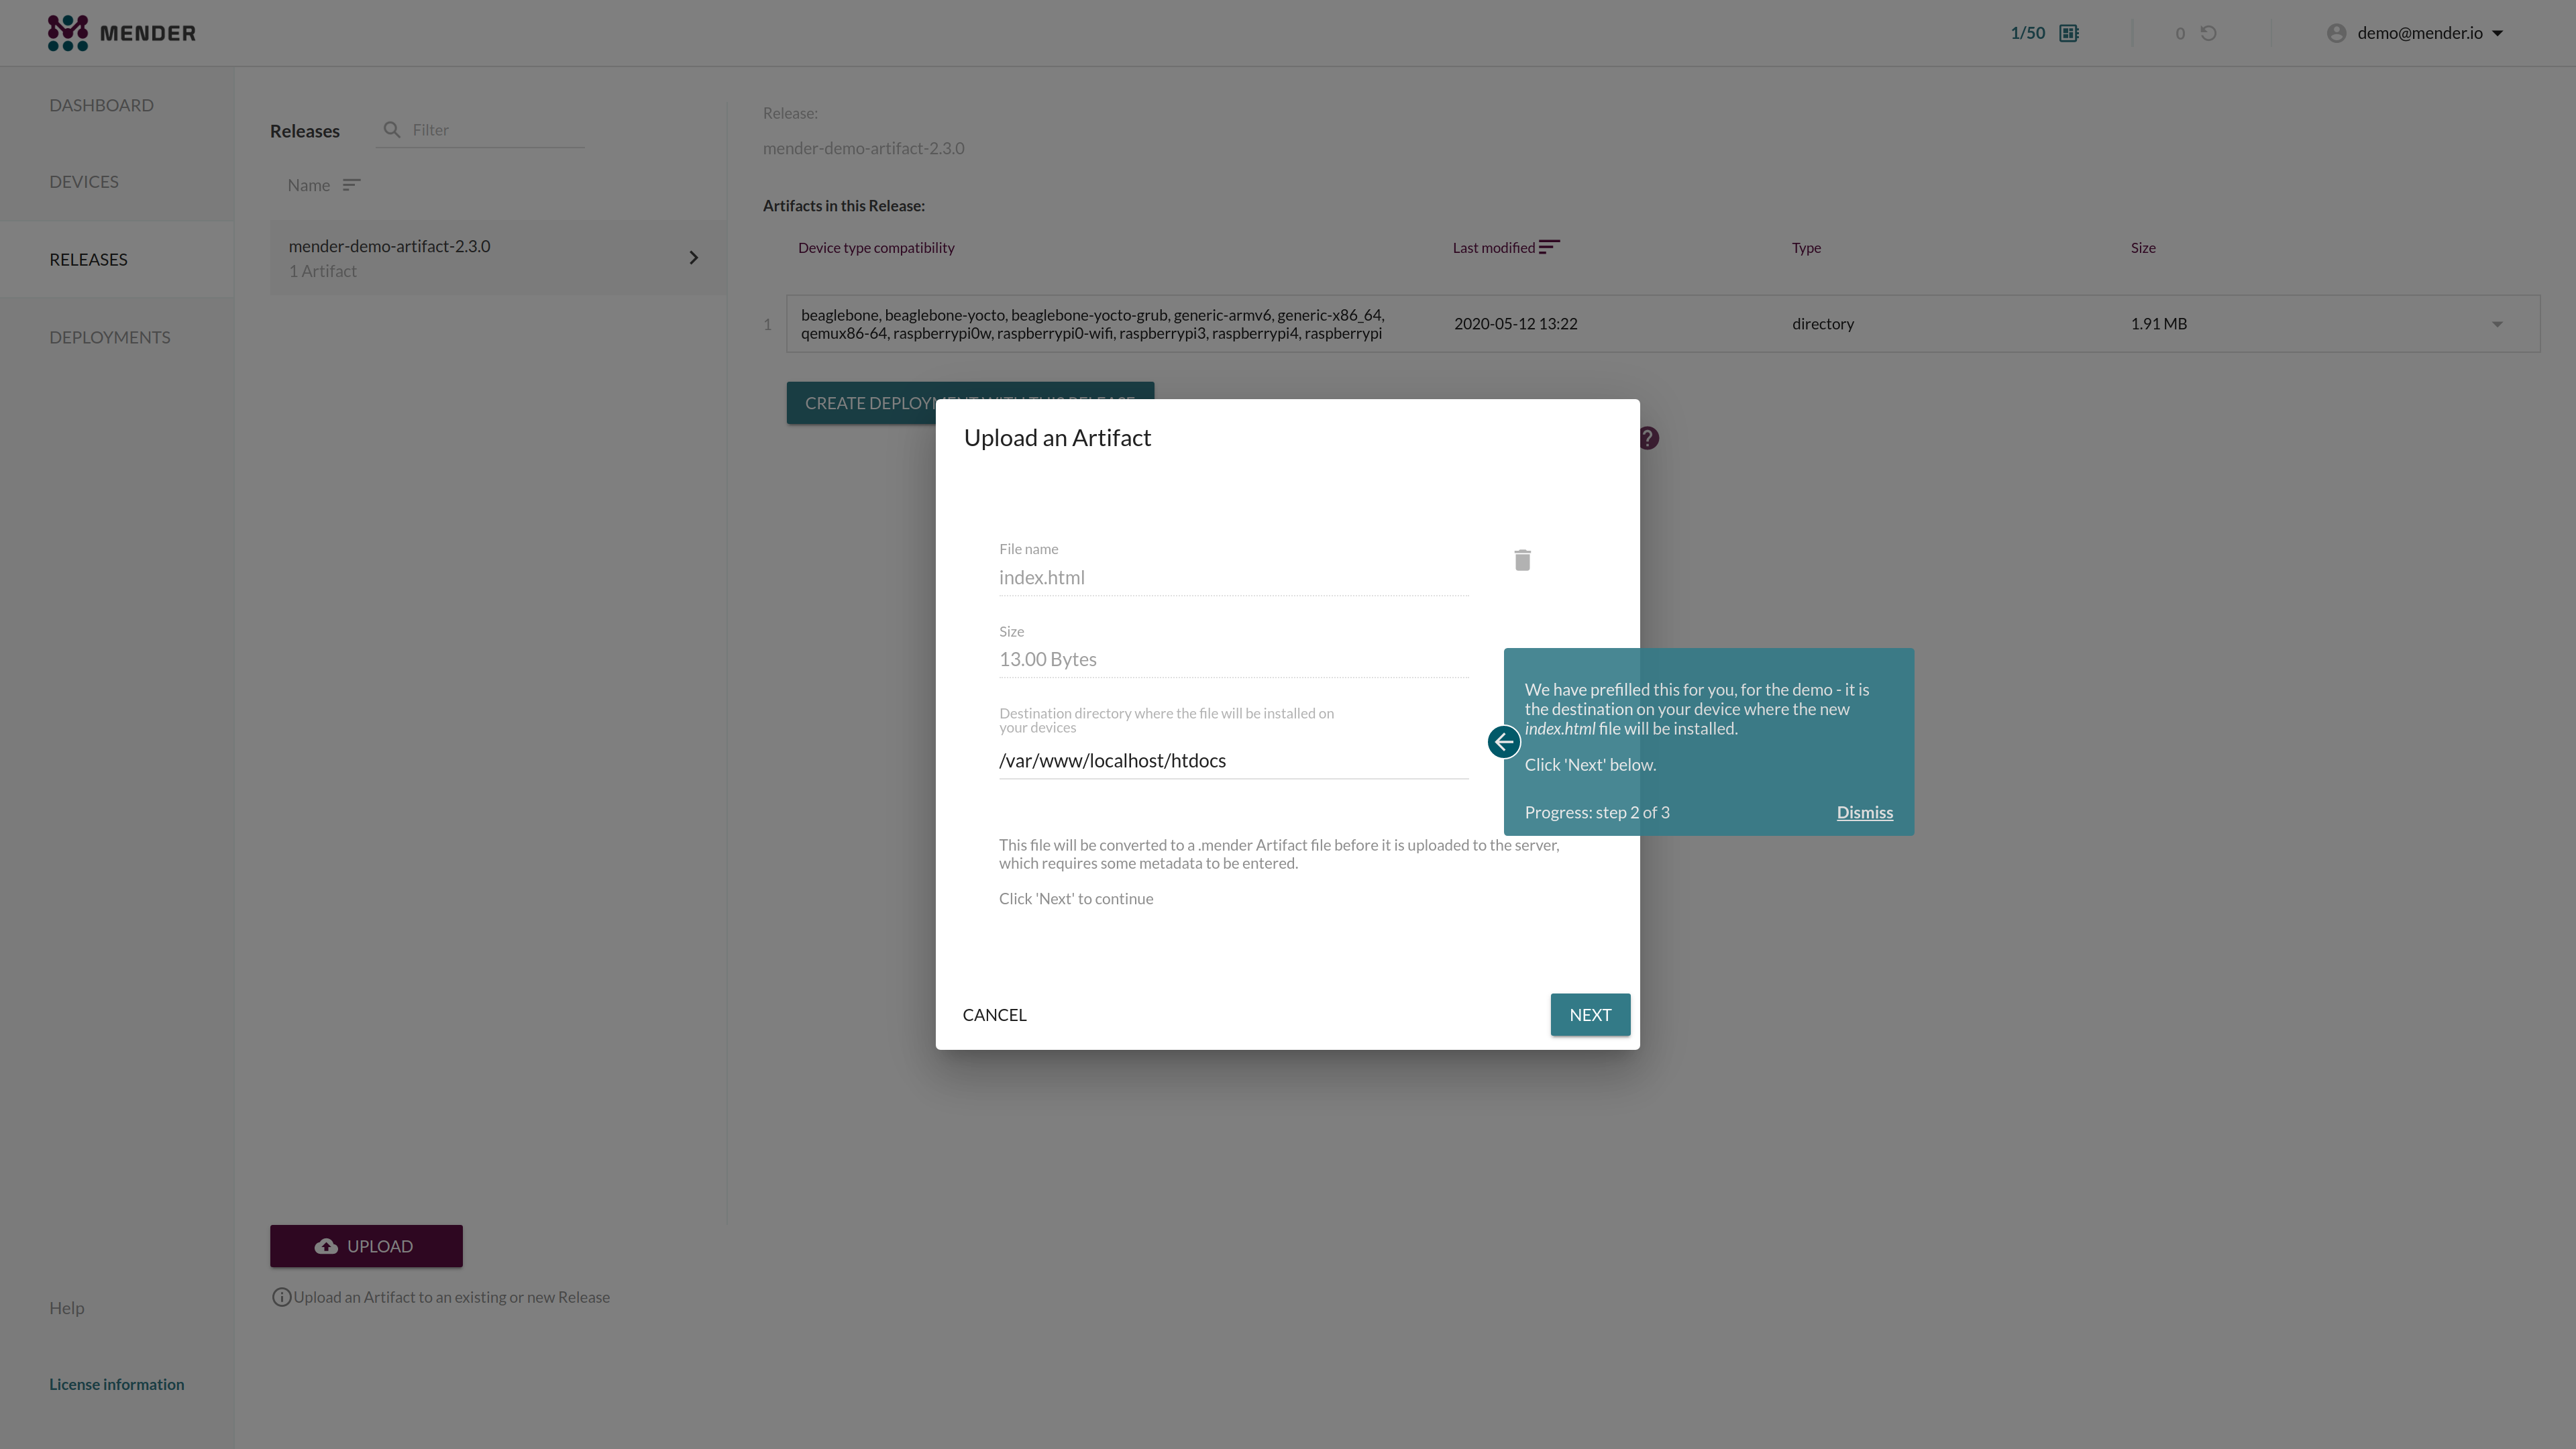 MENDER
1/50
0
demo@mender.io
DASHBOARD
DEVICES
RELEASES
DEPLOYMENTS
Help
License information
Releases
Filter
Name
mender-demo-artifact-2.3.0
1 Artifact
UPLOAD
Upload an Artifact to an existing or new Release
Release:
mender-demo-artifact-2.3.0
Artifacts in this Release:
Device type compatibility
Last modified
Type
Size
1
beaglebone, beaglebone-yocto, beaglebone-yocto-grub, generic-armv6, generic-x86_64,
qemux86-64, raspberrypi0w, raspberrypi0-wifi, raspberrypi3, raspberrypi4, raspberrypi
2020-05-12 13:22
directory
1.91 MB
CREATE DEPLOYMENT WITH THIS RELEASE
?
Upload an Artifact
File name
index.html
Size
13.00 Bytes
Destination directory where the file will be installed on
your devices
/var/www/localhost/htdocs
We have prefilled this for you, for the demo - it is
the destination on your device where the new
index.html file will be installed.
Click 'Next' below.
Progress: step 2 of 3
Dismiss
This file will be converted to a .mender Artifact file before it is uploaded to the server,
which requires some metadata to be entered.
Click 'Next' to continue
CANCEL
NEXT